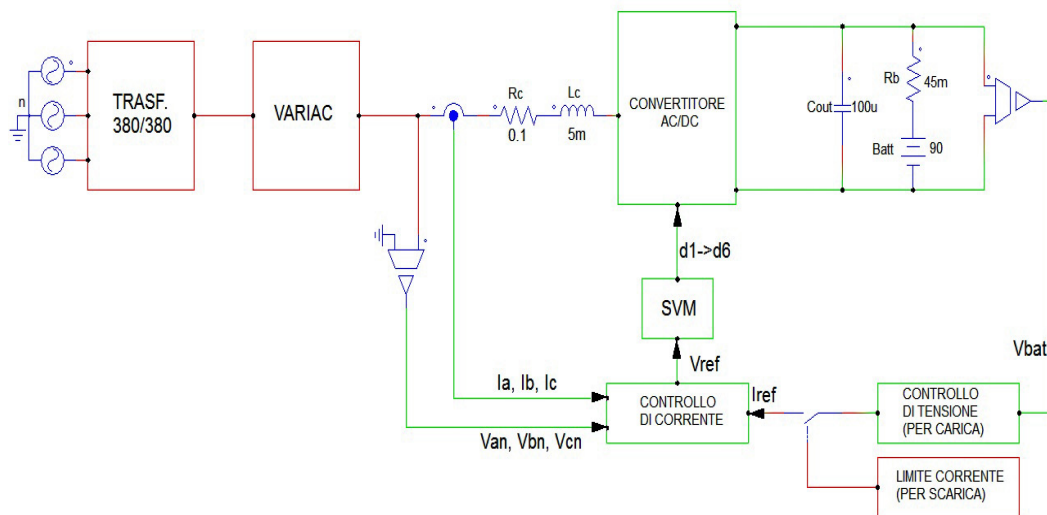 n
TRASF.
380/380
VARIAC
Rc
0.1
Lc
5m
CONVERTITORE
AC/DC
Cout
100u
Rb
45m
Batt
90
d1->d6
SVM
Vref
Vbat
Ia, Ib, Ic
Van, Vbn, Vcn
CONTROLLO
DI CORRENTE
Iref
CONTROLLO
DI TENSIONE
(PER CARICA)
LIMITE CORRENTE
(PER SCARICA)